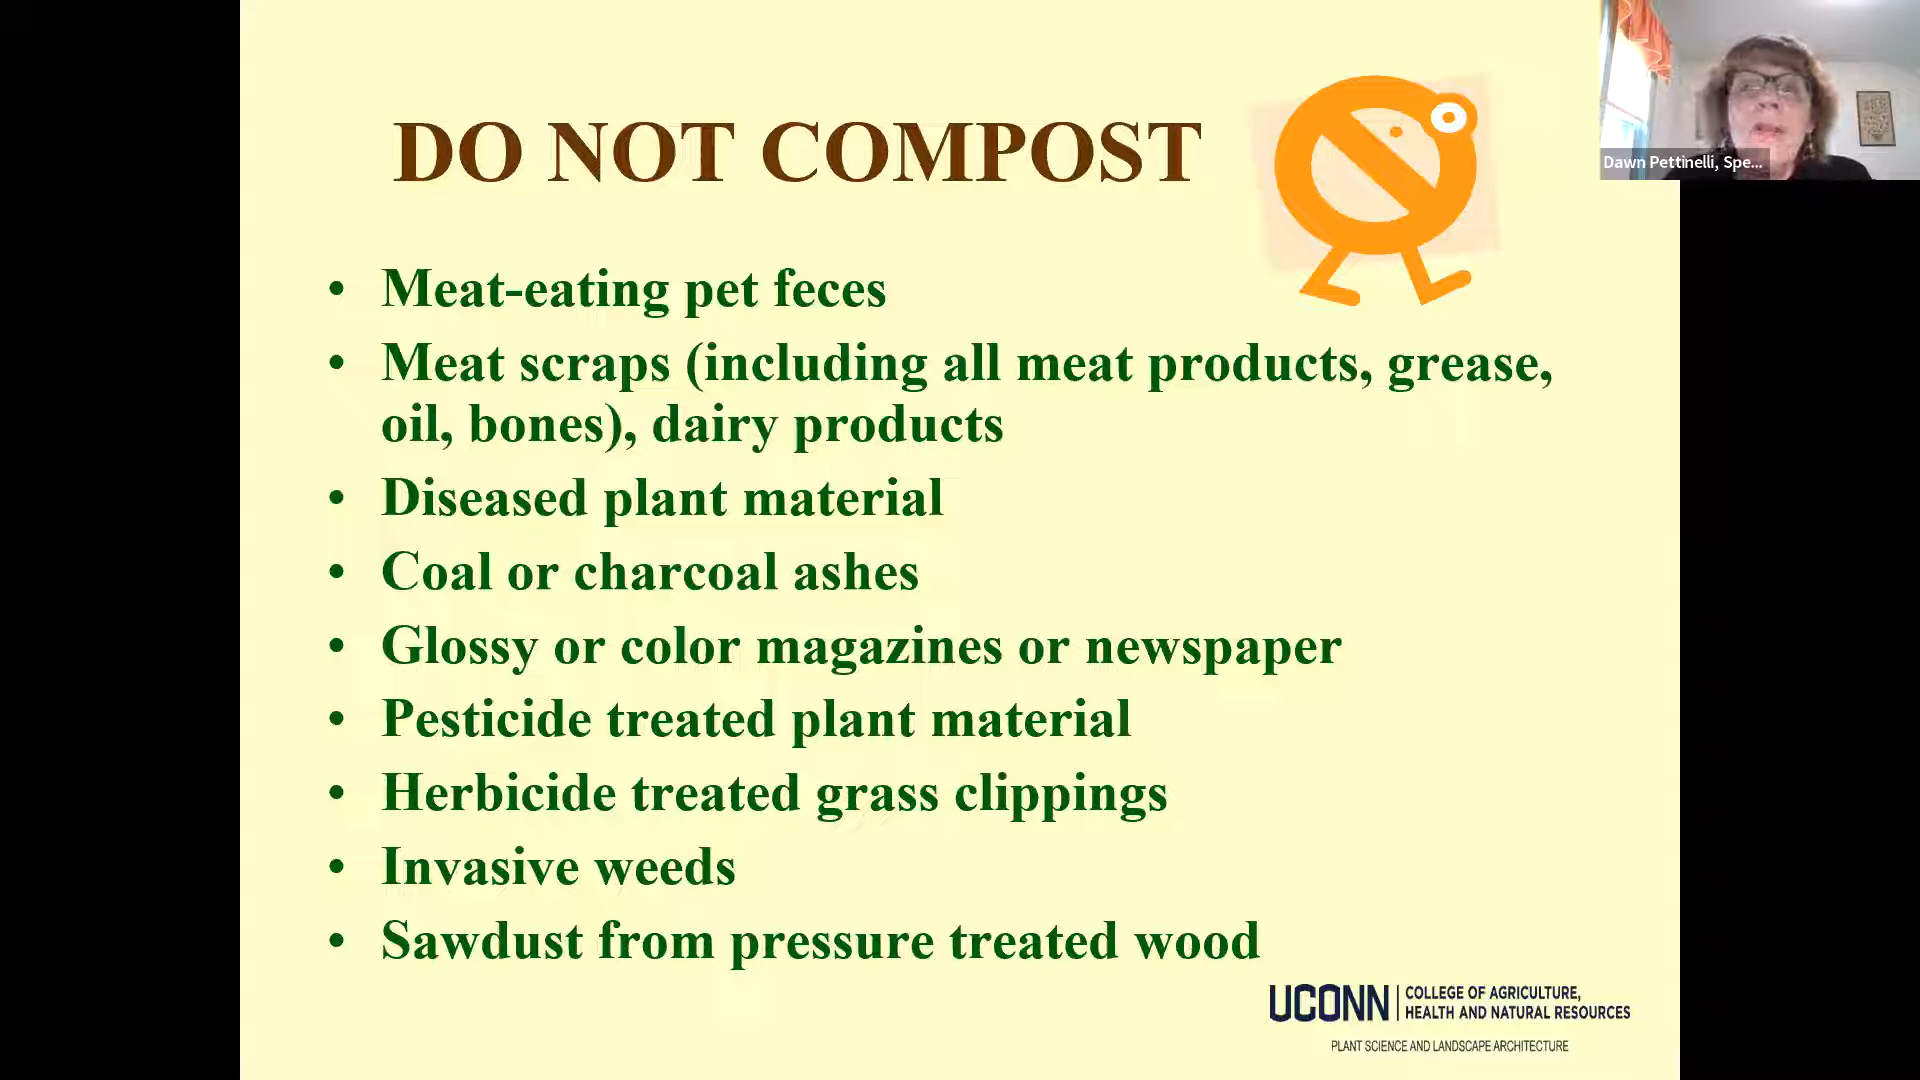 DO NOT COMPOST
Dawn Pettinelli, Spe...
• Meat-eating pet feces
• Meat scraps (including all meat products, grease,
oil, bones), dairy products
• Diseased plant material
• Coal or charcoal ashes
• Glossy or color magazines or newspaper
• Pesticide treated plant material
• Herbicide treated grass clippings
• Invasive weeds
• Sawdust from pressure treated wood
UCONN
COLLEGE OF AGRICULTURE,
HEALTH AND NATURAL RESOURCES
PLANT SCIENCE AND LANDSCAPE ARCHITECTURE